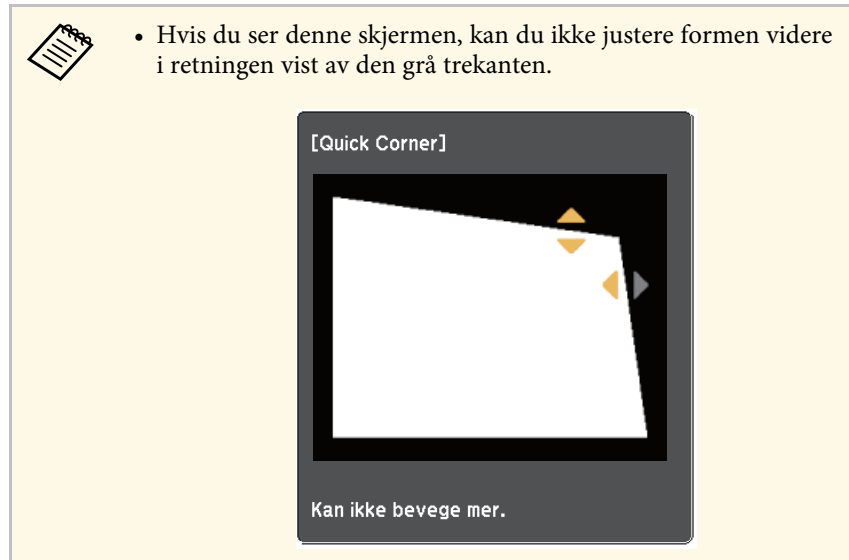 • Hvis du ser denne skjermen, kan du ikke justere formen videre
i retningen vist av den grå trekanten.
[Quick Corner]
Kan ikke bevege mer.